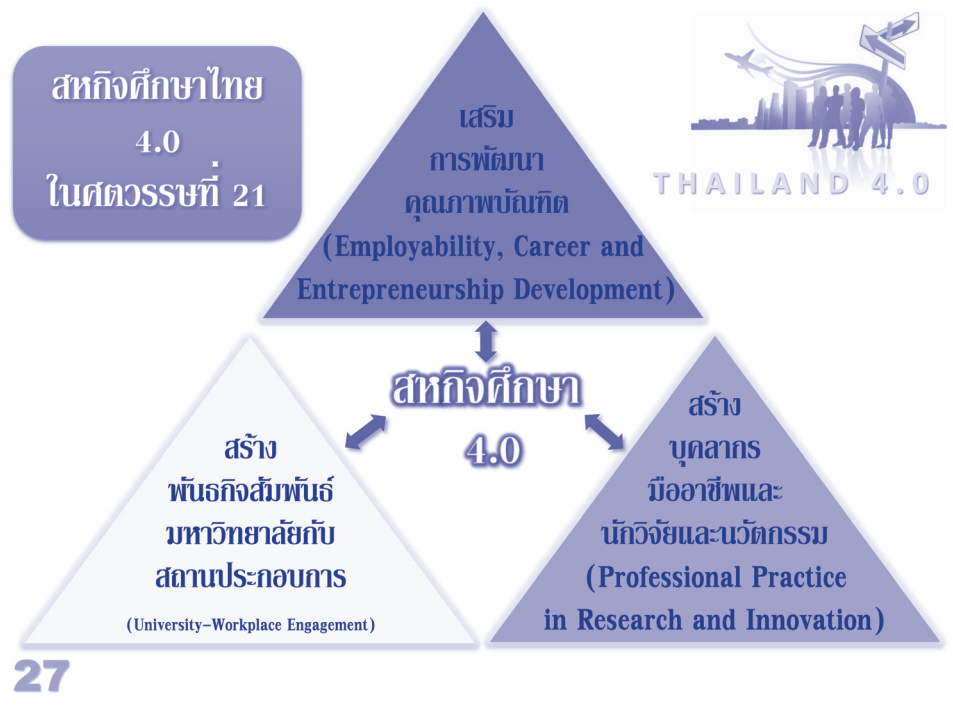 สหกิจศึกษาไทย
4.0
ในศตวรรษที่ 21
THAILAND 4.0
เสริม
การพัฒนา
คุณภาพบัณฑิต
(Employability, Career and
Entrepreneurship Development)
สหกิจศึกษา
4.0
สร้าง
พันธกิจสัมพันธ์
มหาวิทยาลัยกับ
สถานประกอบการ
(University-Workplace Engagement)
สร้าง
บุคลากร
มืออาชีพและ
นักวิจัยและนวัตกรรม
(Professional Practice
in Research and Innovation)
27